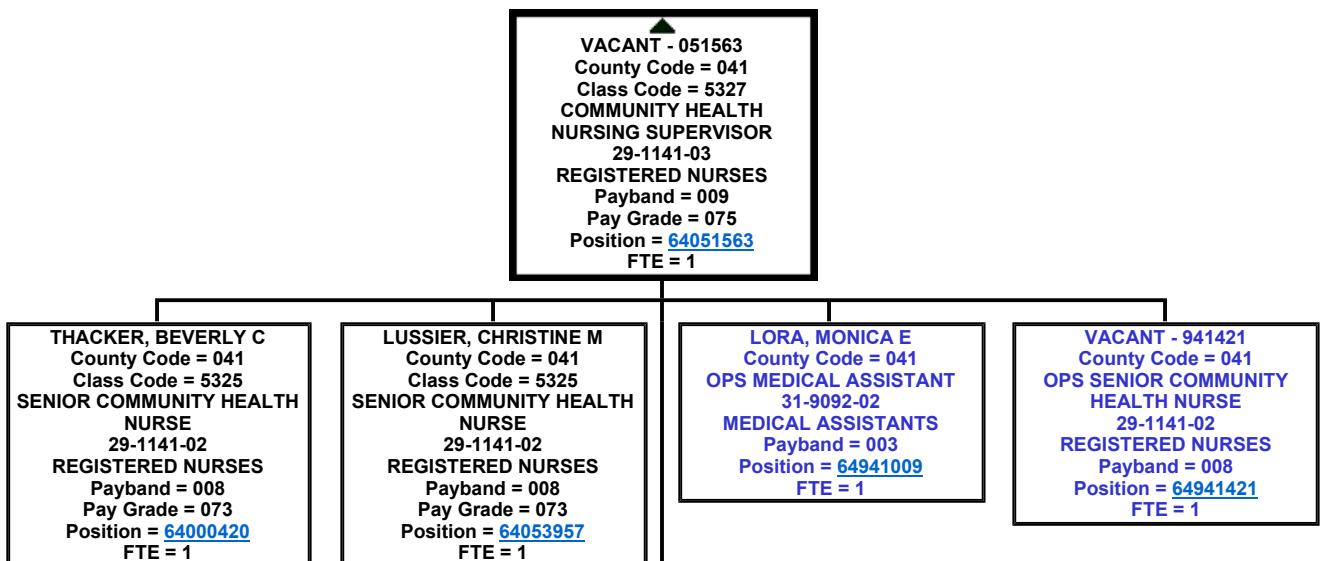 VACANT - 051563
County Code = 041
Class Code = 5327
COMMUNITY HEALTH
NURSING SUPERVISOR
29-1141-03
REGISTERED NURSES
Payband = 009
Pay Grade = 075
Position = 64051563
FTE = 1
THACKER, BEVERLY C
County Code = 041
Class Code = 5325
SENIOR COMMUNITY HEALTH
NURSE
29-1141-02
REGISTERED NURSES
Payband = 008
Pay Grade = 073
Position = 64000420
FTE = 1
LUSSIER, CHRISTINE M
County Code = 041
Class Code = 5325
SENIOR COMMUNITY HEALTH
NURSE
29-1141-02
REGISTERED NURSES
Payband = 008
Pay Grade = 073
Position = 64053957
FTE = 1
LORA, MONICA E
County Code = 041
OPS MEDICAL ASSISTANT
31-9092-02
MEDICAL ASSISTANTS
Payband = 003
Position = 64941009
FTE = 1
VACANT - 941421
County Code = 041
OPS SENIOR COMMUNITY
HEALTH NURSE
29-1141-02
REGISTERED NURSES
Payband = 008
Position = 64941421
FTE = 1